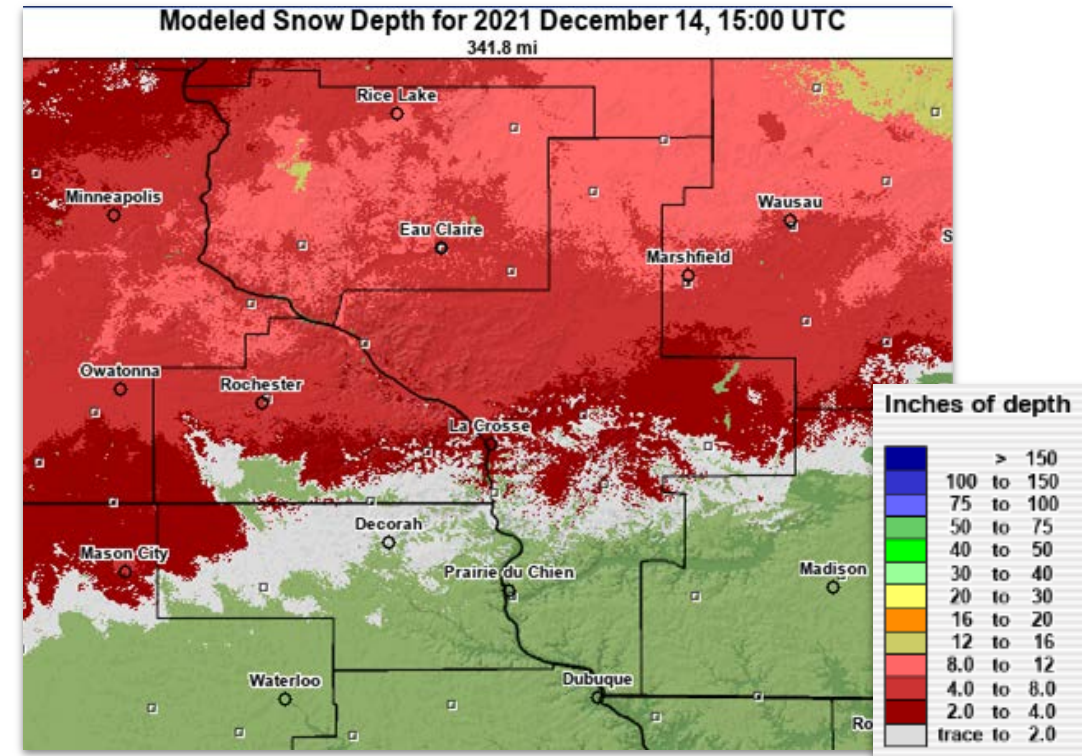 Modeled Snow Depth for 2021 December 14, 15:00 UTC
341.8 mi
Rice Lake
Minneapolis
Wausau
Eau Claire
S
Marshfield
Owatonna
Rochester
La Crosse
Decorah
Mason City
Prairie du Chien
Madison
Waterloo
Dubuque
Ro
Inches of depth
> 150
100 to 150
75 to 100
50 to 75
40 to 50
30 to 40
20 to 30
16 to 20
12 to 16
8.0 to 12
4.0 to 8.0
2.0 to 4.0
trace to 2.0